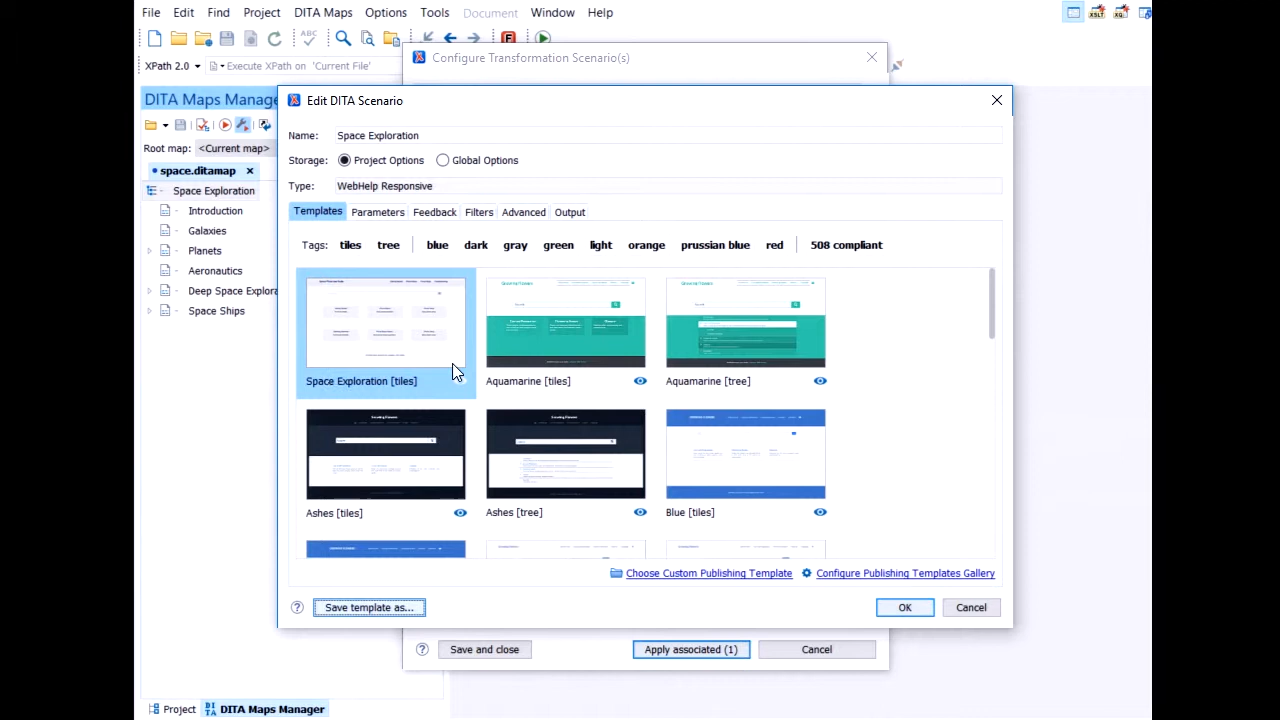 File Edit Find Project DITA Maps Options Tools Document Window Help
XPath 2.0 Execute XPath on 'Current File'
Configure Transformation Scenario(s)
DITA Maps Manage
Root map: <Current map>
space.ditamap
Space Exploration
Introduction
Galaxies
Planets
Aeronautics
Deep Space Explora
Space Ships
Edit DITA Scenario
Name: Space Exploration
Storage: Project Options Global Options
Type: WebHelp Responsive
Templates Parameters Feedback Filters Advanced Output
Tags: tiles tree blue dark gray green light orange prussian blue red 508 compliant
Space Exploration [tiles] Aquamarine [tiles] Aquamarine [tree]
Ashes [tiles] Ashes [tree] Blue [tiles]
Choose Custom Publishing Template Configure Publishing Templates Gallery
Save template as... OK Cancel
Save and close Apply associated (1) Cancel
Project DITA Maps Manager